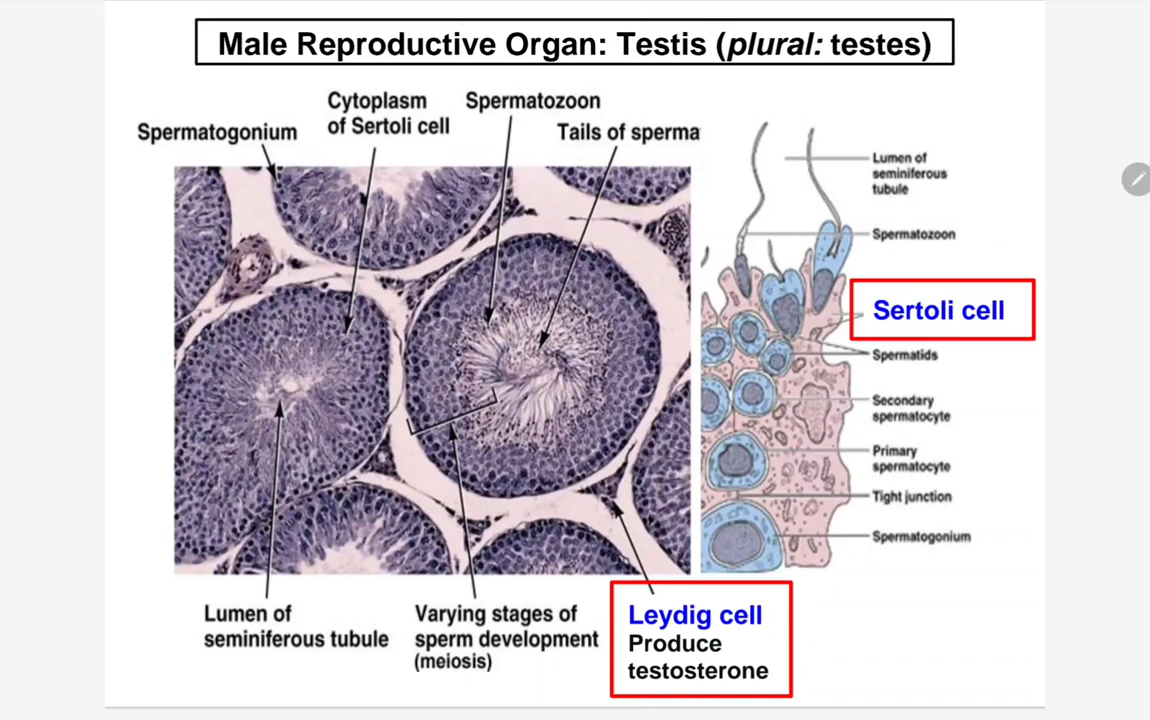 Male Reproductive Organ: Testis (plural: testes)
Cytoplasm
of Sertoli cell
Spermatozoon
Spermatogonium
Tails of sperma
Lumen of
seminiferous
tubule
Spermatozoon
Sertoli cell
Spermatids
Secondary
spermatocyte
Primary
spermatocyte
Tight junction
Spermatogonium
Lumen of
seminiferous tubule
Varying stages of
sperm development
(meiosis)
Leydig cell
Produce
testosterone